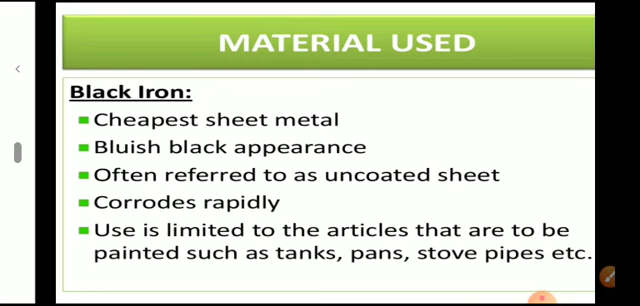 MATERIAL USED
Black Iron:
Cheapest sheet metal
Bluish black appearance
Often referred to as uncoated sheet
Corrodes rapidly
Use is limited to the articles that are to be
painted such as tanks, pans, stove pipes etc.